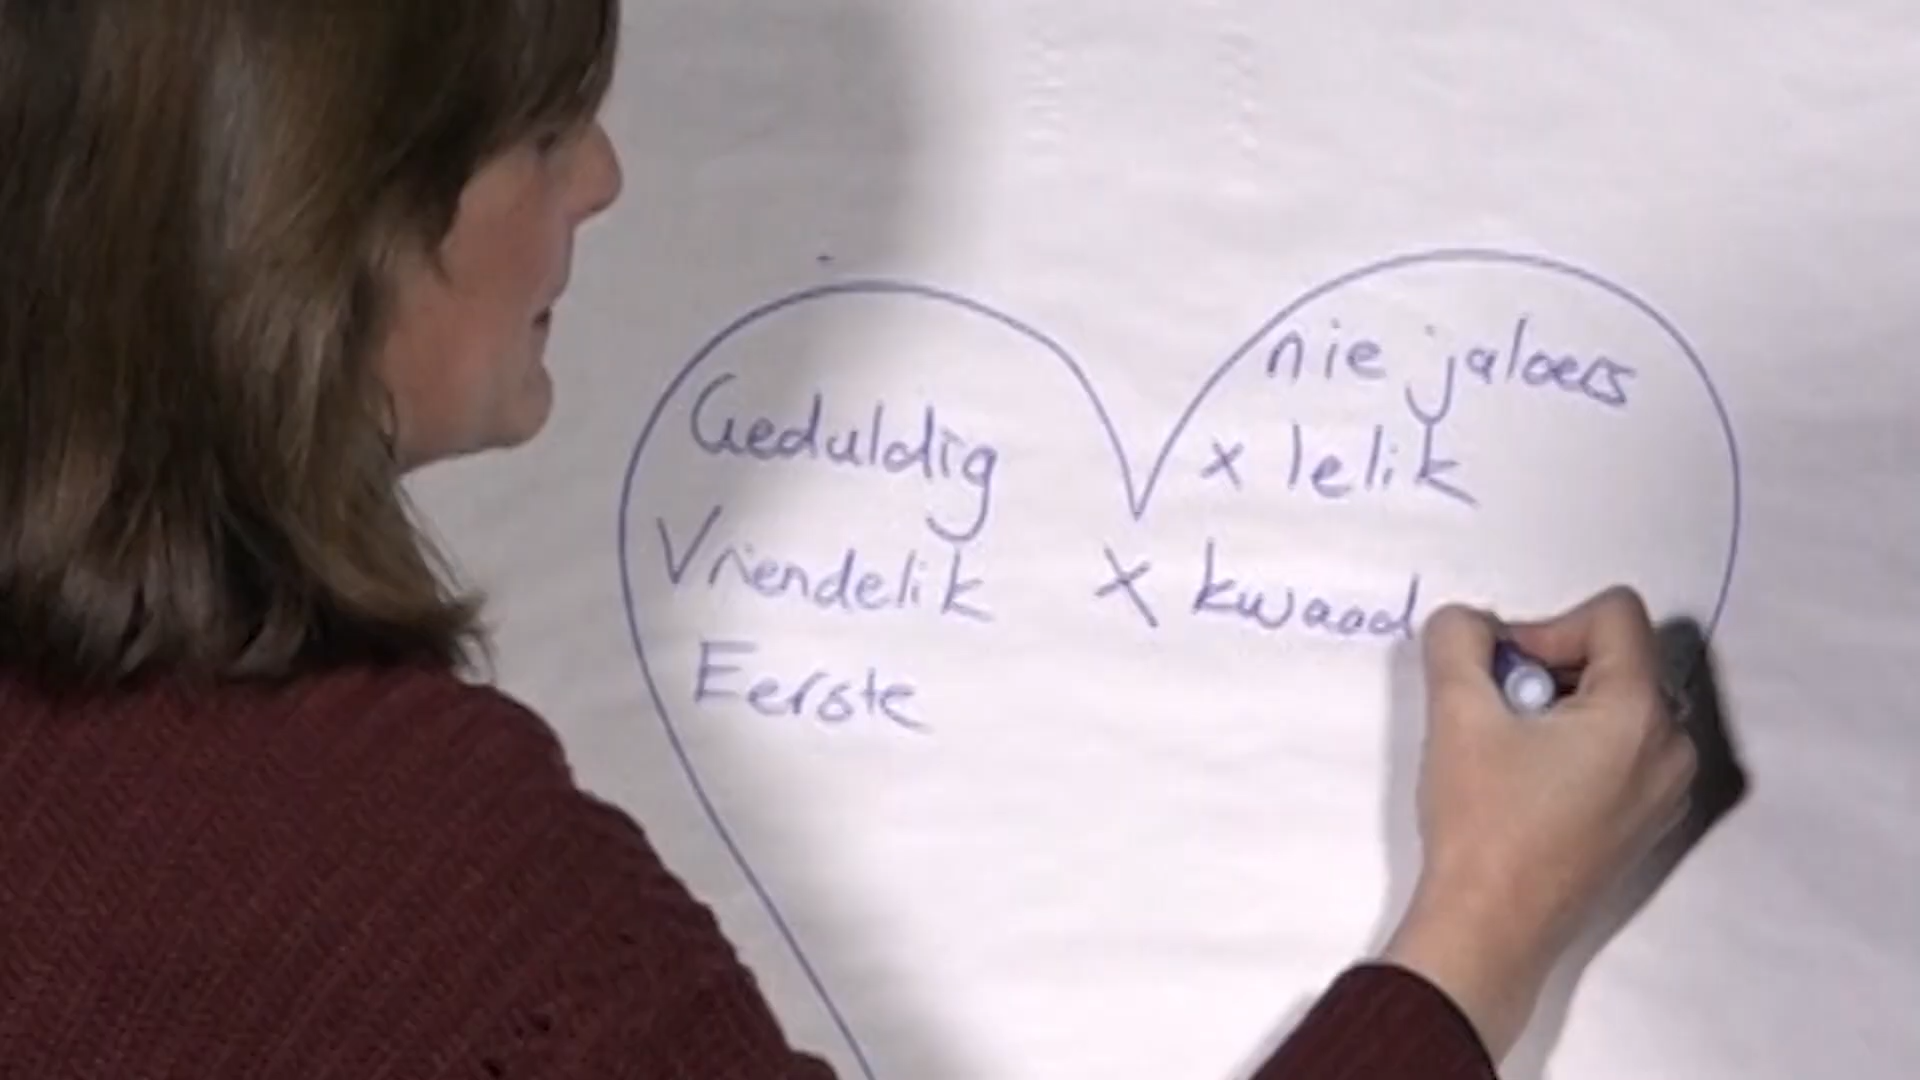 Geduldig
Vriendelik
Eerste
nie jaloers
x lelik
x kwaad